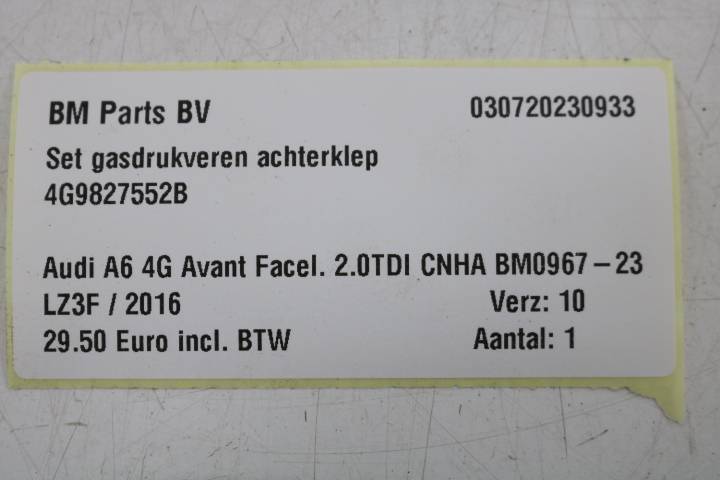 BM Parts BV 030720230933
Set gasdrukveren achterklep
4G9827552B
Audi A6 4G Avant Facel. 2.0TDI CNHA BM0967-23
LZ3F / 2016 Verz: 10
29.50 Euro incl. BTW Aantal: 1